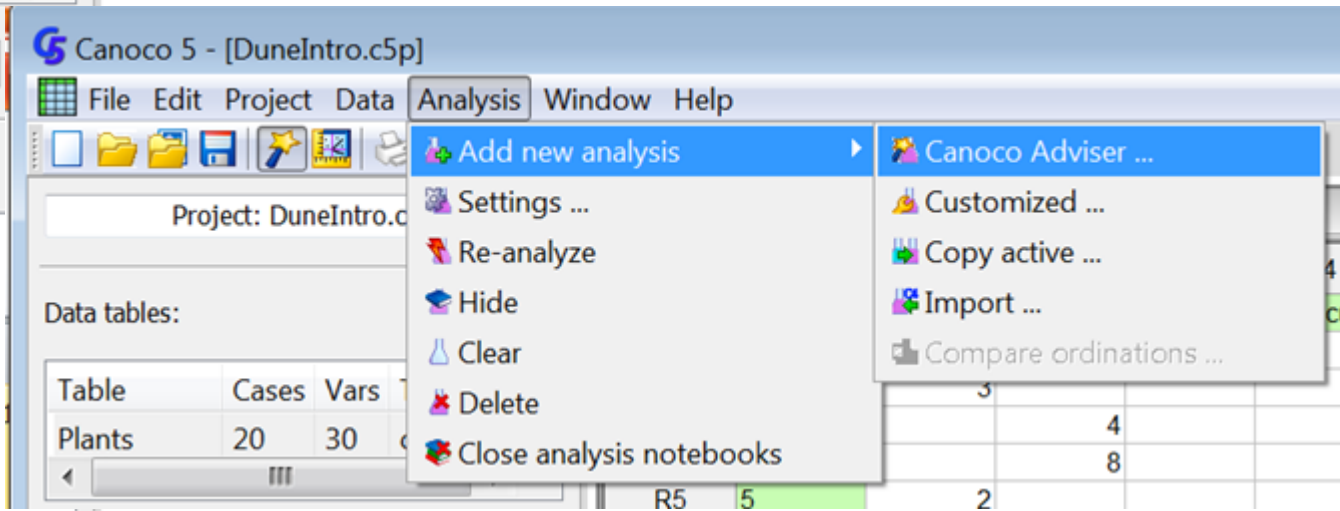 Canoco 5 - [DuneIntro.c5p]
File Edit Project Data Analysis Window Help
Add new analysis
Settings ...
Re-analyze
Hide
Clear
Delete
Close analysis notebooks
Canoco Adviser ...
Customized ...
Copy active ...
Import ...
Compare ordinations ...
Project: DuneIntro.c
Data tables:
Table Cases Vars
Plants 20 30
4
3
4
8
R5 5 2